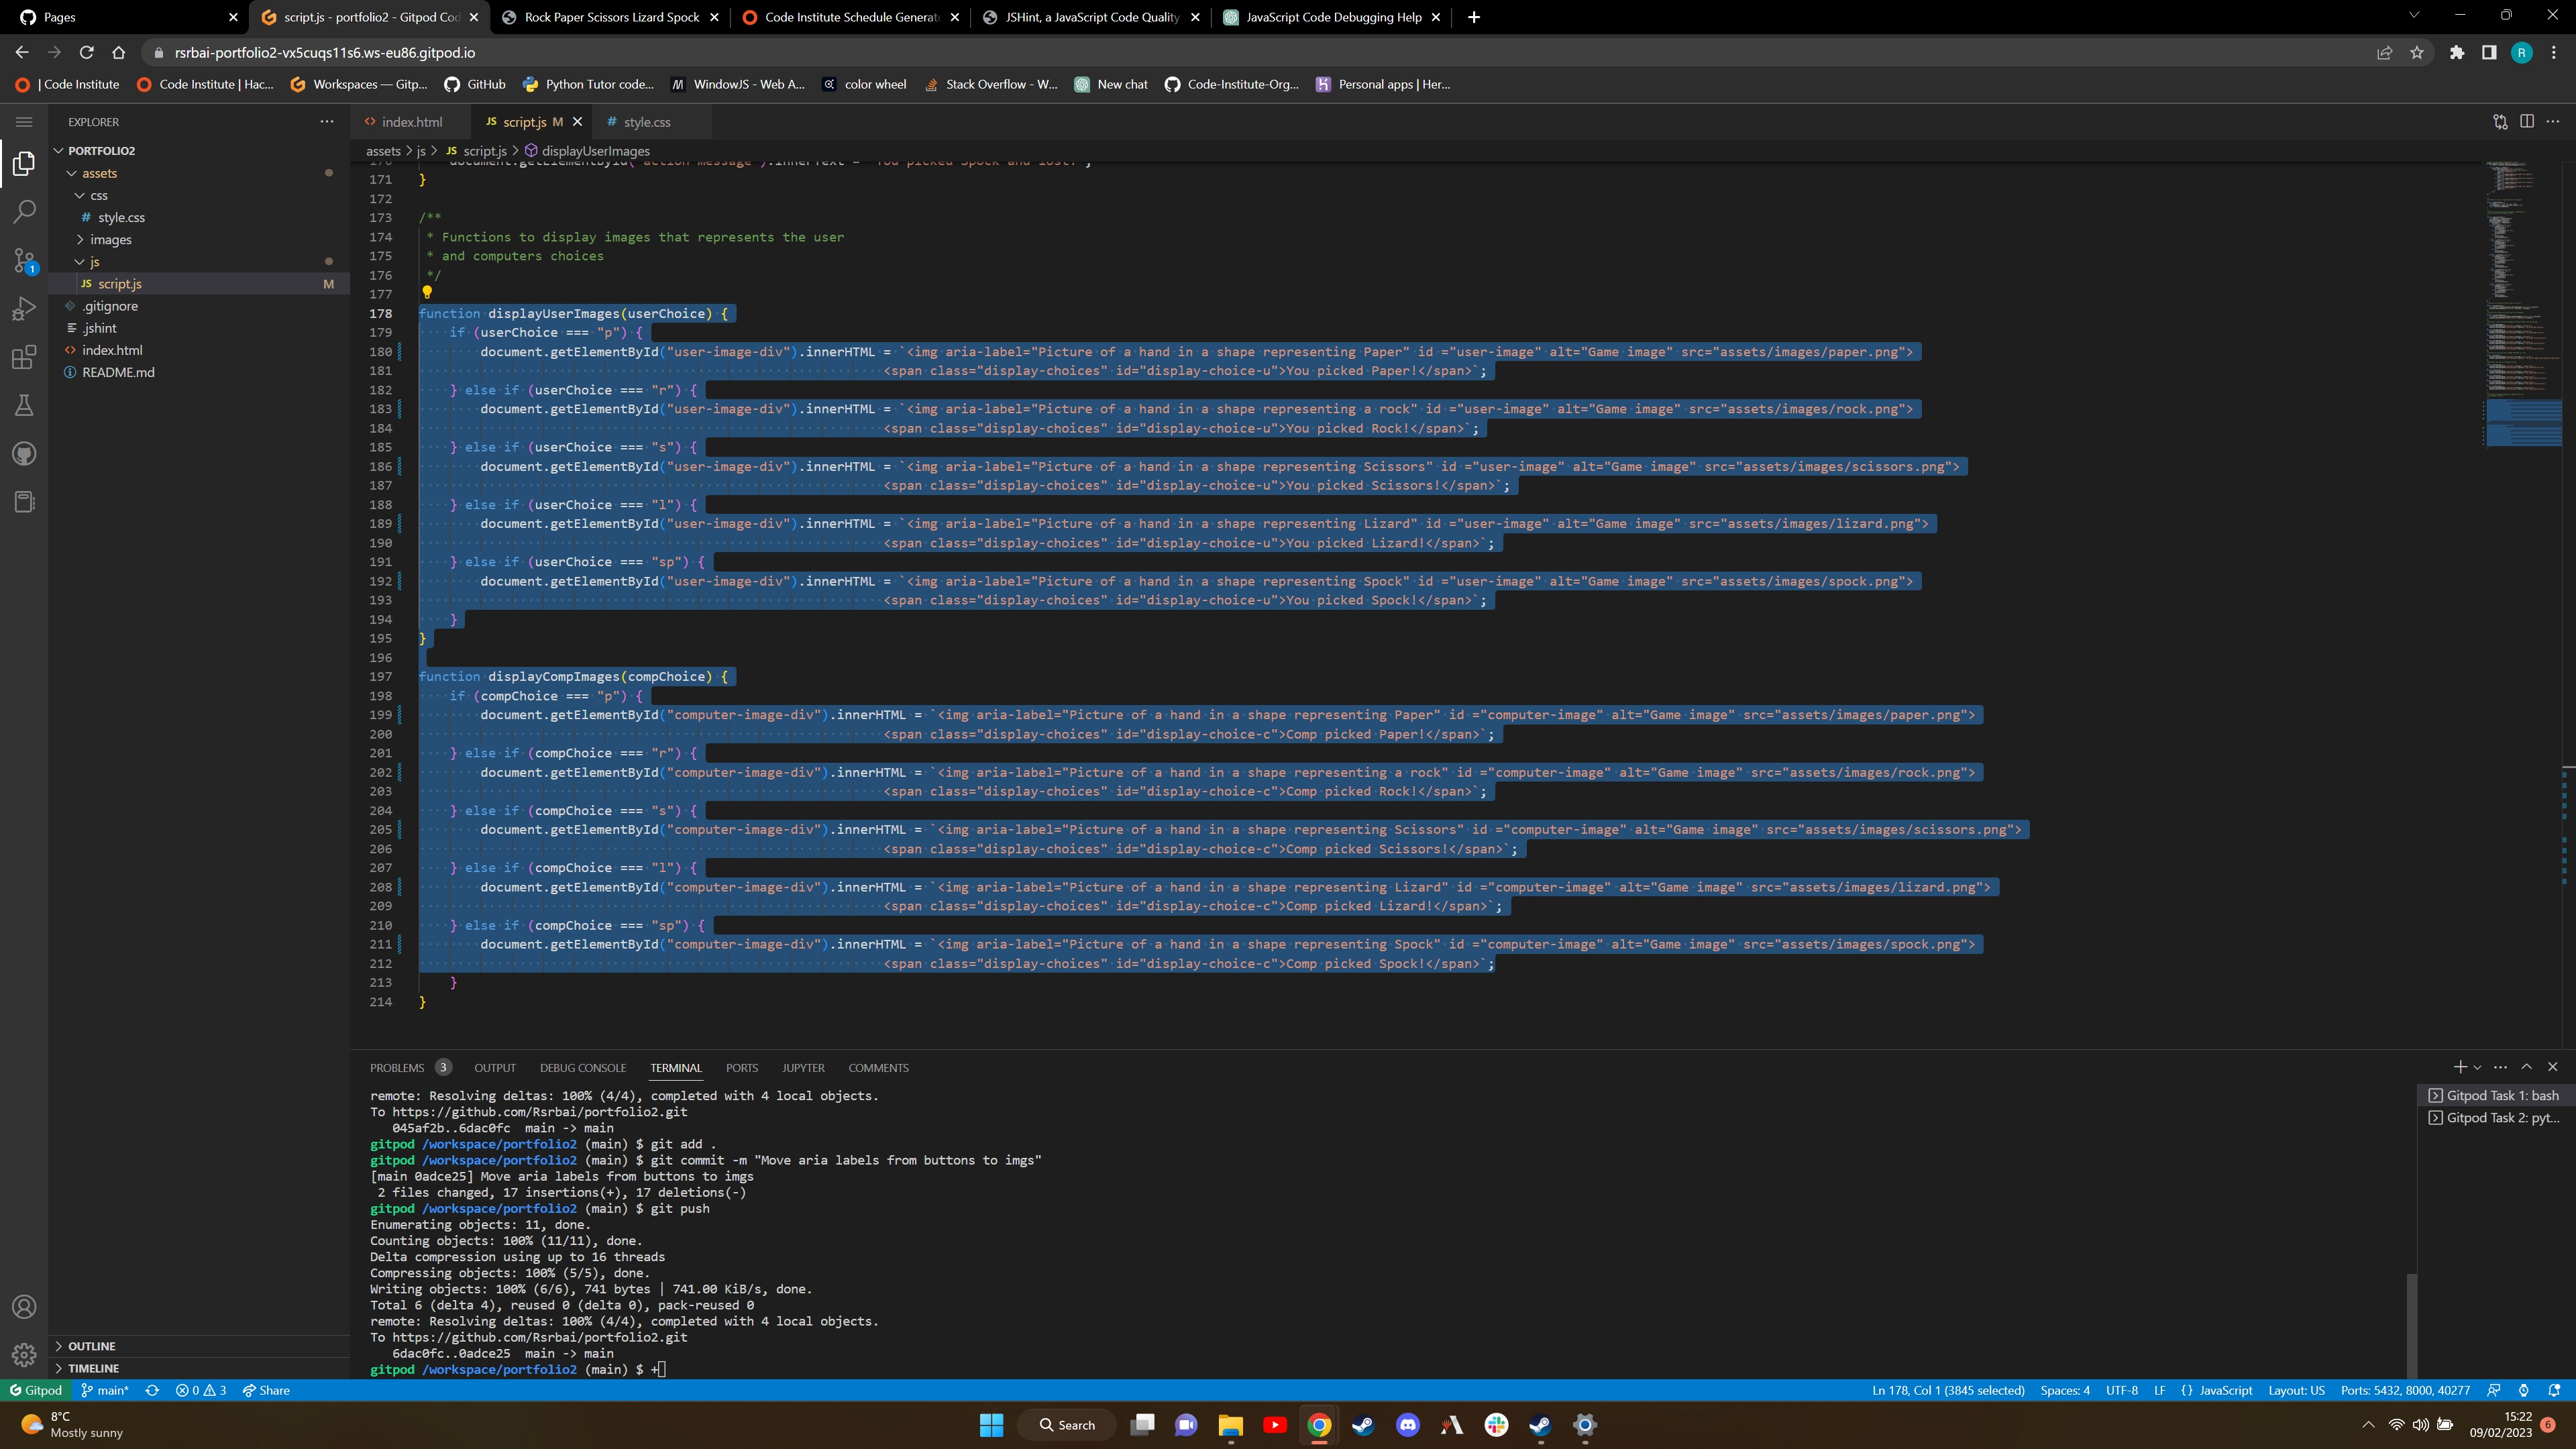 Pages
script.js - portfolio2 - Gitpod Cod
Rock Paper Scissors Lizard Spock
Code Institute Schedule Generato
JSHint, a JavaScript Code Quality
JavaScript Code Debugging Help
rsrbai-portfolio2-vx5cuqs11s6.ws-eu86.gitpod.io
R
| Code Institute
Code Institute | Hac...
Workspaces — Gitp...
GitHub
Python Tutor code...
WindowJS - Web A...
color wheel
Stack Overflow - W...
New chat
Code-Institute-Org...
Personal apps | Her...
EXPLORER
PORTFOLIO2
assets
css
# style.css
images
js
JS script.js M
.gitignore
.jshint
index.html
README.md
OUTLINE
TIMELINE
1
<> index.html
JS script.js M
# style.css
assets > js > JS script.js > displayUserImages
170 document.getElementById("action-message").innerText = "You picked Spock and lost!";
171 }
172
173 /**
174 * Functions to display images that represents the user
175 * and computers choices
176 */
177
178 function displayUserImages(userChoice) {
179 if (userChoice === "p") {
180 document.getElementById("user-image-div").innerHTML = `<img aria-label="Picture of a hand in a shape representing Paper" id ="user-image" alt="Game image" src="assets/images/paper.png">
181 <span class="display-choices" id="display-choice-u">You picked Paper!</span>`;
182 } else if (userChoice === "r") {
183 document.getElementById("user-image-div").innerHTML = `<img aria-label="Picture of a hand in a shape representing a rock" id ="user-image" alt="Game image" src="assets/images/rock.png">
184 <span class="display-choices" id="display-choice-u">You picked Rock!</span>`;
185 } else if (userChoice === "s") {
186 document.getElementById("user-image-div").innerHTML = `<img aria-label="Picture of a hand in a shape representing Scissors" id ="user-image" alt="Game image" src="assets/images/scissors.png">
187 <span class="display-choices" id="display-choice-u">You picked Scissors!</span>`;
188 } else if (userChoice === "l") {
189 document.getElementById("user-image-div").innerHTML = `<img aria-label="Picture of a hand in a shape representing Lizard" id ="user-image" alt="Game image" src="assets/images/lizard.png">
190 <span class="display-choices" id="display-choice-u">You picked Lizard!</span>`;
191 } else if (userChoice === "sp") {
192 document.getElementById("user-image-div").innerHTML = `<img aria-label="Picture of a hand in a shape representing Spock" id ="user-image" alt="Game image" src="assets/images/spock.png">
193 <span class="display-choices" id="display-choice-u">You picked Spock!</span>`;
194 }
195 }
196
197 function displayCompImages(compChoice) {
198 if (compChoice === "p") {
199 document.getElementById("computer-image-div").innerHTML = `<img aria-label="Picture of a hand in a shape representing Paper" id ="computer-image" alt="Game image" src="assets/images/paper.png">
200 <span class="display-choices" id="display-choice-c">Comp picked Paper!</span>`;
201 } else if (compChoice === "r") {
202 document.getElementById("computer-image-div").innerHTML = `<img aria-label="Picture of a hand in a shape representing a rock" id ="computer-image" alt="Game image" src="assets/images/rock.png">
203 <span class="display-choices" id="display-choice-c">Comp picked Rock!</span>`;
204 } else if (compChoice === "s") {
205 document.getElementById("computer-image-div").innerHTML = `<img aria-label="Picture of a hand in a shape representing Scissors" id ="computer-image" alt="Game image" src="assets/images/scissors.png">
206 <span class="display-choices" id="display-choice-c">Comp picked Scissors!</span>`;
207 } else if (compChoice === "l") {
208 document.getElementById("computer-image-div").innerHTML = `<img aria-label="Picture of a hand in a shape representing Lizard" id ="computer-image" alt="Game image" src="assets/images/lizard.png">
209 <span class="display-choices" id="display-choice-c">Comp picked Lizard!</span>`;
210 } else if (compChoice === "sp") {
211 document.getElementById("computer-image-div").innerHTML = `<img aria-label="Picture of a hand in a shape representing Spock" id ="computer-image" alt="Game image" src="assets/images/spock.png">
212 <span class="display-choices" id="display-choice-c">Comp picked Spock!</span>`;
213 }
214 }
PROBLEMS 3 OUTPUT DEBUG CONSOLE TERMINAL PORTS JUPYTER COMMENTS
remote: Resolving deltas: 100% (4/4), completed with 4 local objects.
To https://github.com/Rsrbai/portfolio2.git
045af2b..6dac0fc main -> main
gitpod /workspace/portfolio2 (main) $ git add .
gitpod /workspace/portfolio2 (main) $ git commit -m "Move aria labels from buttons to imgs"
[main 0adce25] Move aria labels from buttons to imgs
2 files changed, 17 insertions(+), 17 deletions(-)
gitpod /workspace/portfolio2 (main) $ git push
Enumerating objects: 11, done.
Counting objects: 100% (11/11), done.
Delta compression using up to 16 threads
Compressing objects: 100% (5/5), done.
Writing objects: 100% (6/6), 741 bytes | 741.00 KiB/s, done.
Total 6 (delta 4), reused 0 (delta 0), pack-reused 0
remote: Resolving deltas: 100% (4/4), completed with 4 local objects.
To https://github.com/Rsrbai/portfolio2.git
6dac0fc..0adce25 main -> main
gitpod /workspace/portfolio2 (main) $ +
Gitpod Task 1: bash
Gitpod Task 2: pyt...
Gitpod main* 0 3 Share
Ln 178, Col 1 (3845 selected) Spaces: 4 UTF-8 LF {} JavaScript Layout: US Ports: 5432, 8000, 40277
8°C
Mostly sunny
Search
15:22
09/02/2023
6